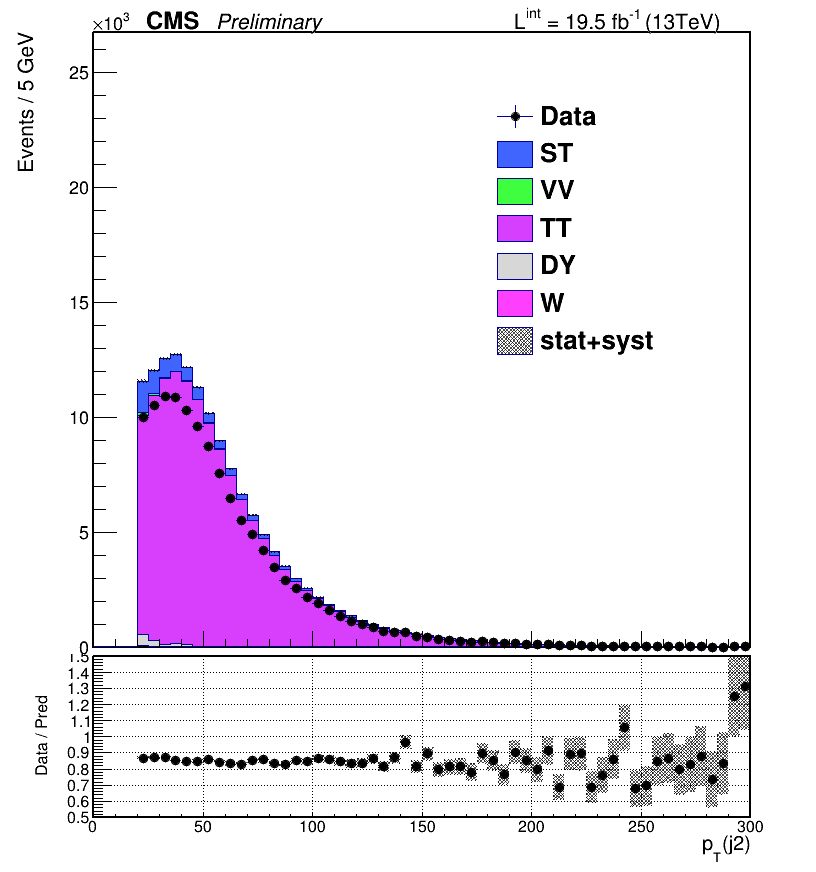 ×10³ CMS Preliminary L^int = 19.5 fb⁻¹ (13TeV)
Events / 5 GeV
25
20
15
10
5
0
Data
ST
VV
TT
DY
W
stat+syst
Data / Pred
1.5
1.4
1.3
1.2
1.1
1
0.9
0.8
0.7
0.6
0.5
0 50 100 150 200 250 300
p_T(j2)